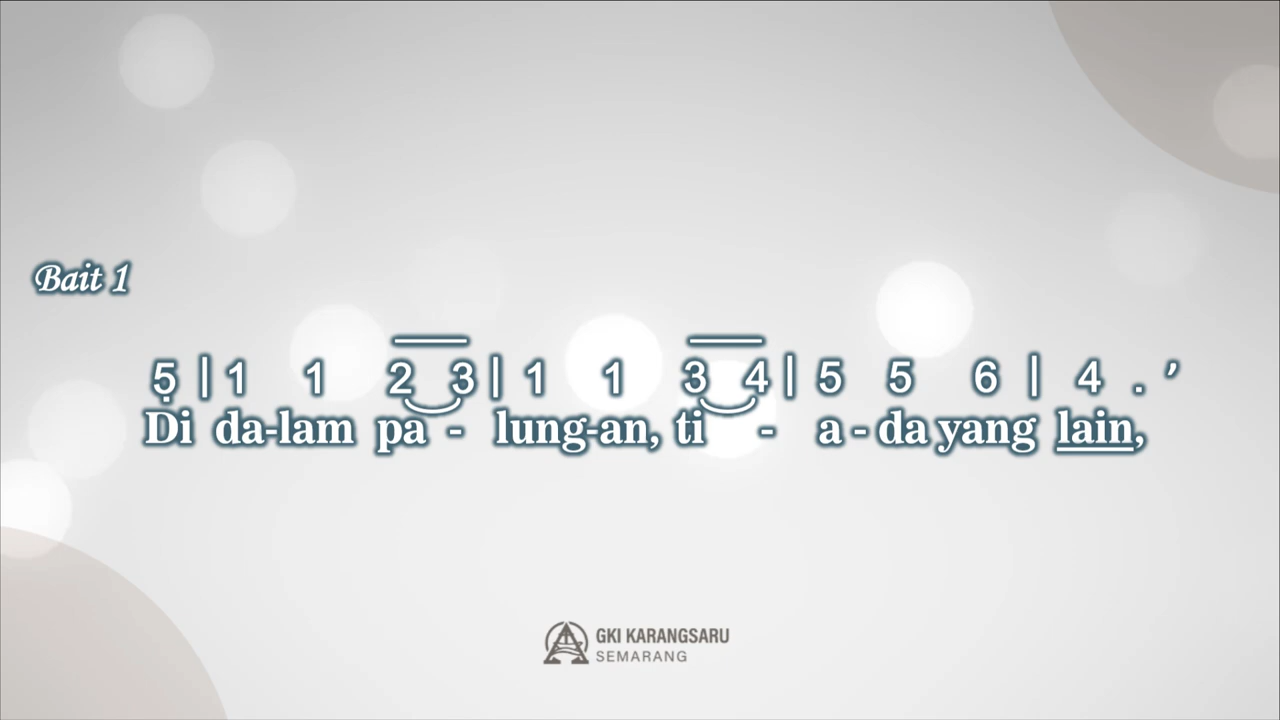 Bait 1
5̣ | 1 1 2 3 | 1 1 3 4 | 5 5 6 | 4 . ’
Di da-lam pa - lung-an, ti - a - da yang lain,
GKI KARANGSARU
SEMARANG